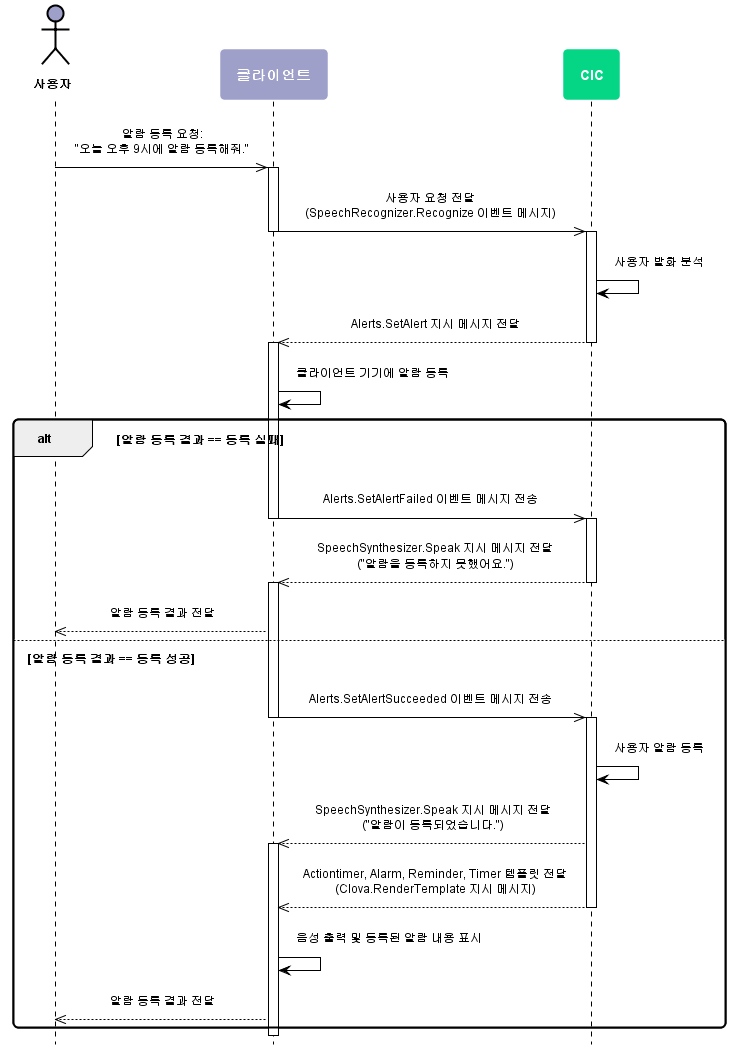 사용자
클라이언트
CIC
알람 등록 요청:
"오늘 오후 9시에 알람 등록해줘."
사용자 요청 전달
(SpeechRecognizer.Recognize 이벤트 메시지)
사용자 발화 분석
Alerts.SetAlert 지시 메시지 전달
클라이언트 기기에 알람 등록
alt
[알람 등록 결과 == 등록 실패]
Alerts.SetAlertFailed 이벤트 메시지 전송
SpeechSynthesizer.Speak 지시 메시지 전달
("알람을 등록하지 못했어요.")
알람 등록 결과 전달
[알람 등록 결과 == 등록 성공]
Alerts.SetAlertSucceeded 이벤트 메시지 전송
사용자 알람 등록
SpeechSynthesizer.Speak 지시 메시지 전달
("알람이 등록되었습니다.")
Actiontimer, Alarm, Reminder, Timer 템플릿 전달
(Clova.RenderTemplate 지시 메시지)
음성 출력 및 등록된 알람 내용 표시
알람 등록 결과 전달